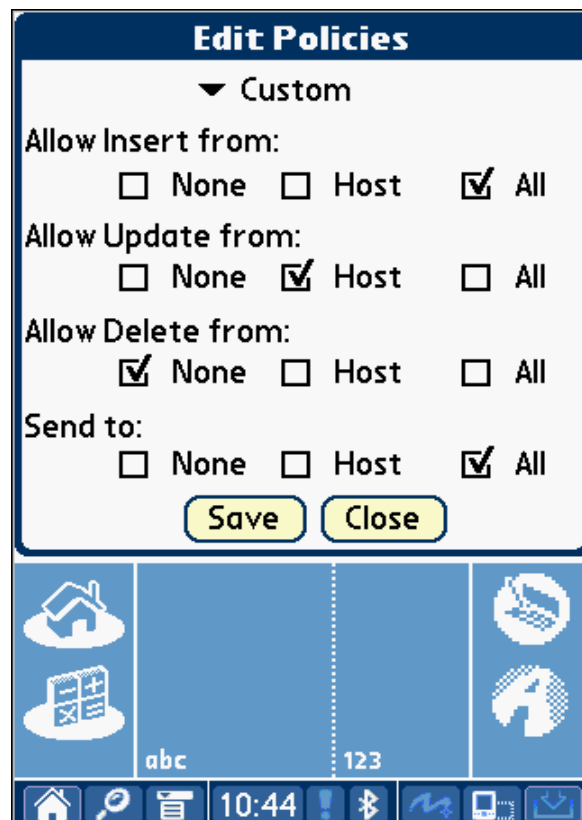 Edit Policies
Custom
Allow Insert from:
None Host All
Allow Update from:
None Host All
Allow Delete from:
None Host All
Send to:
None Host All
Save Close
abc 123
10:44